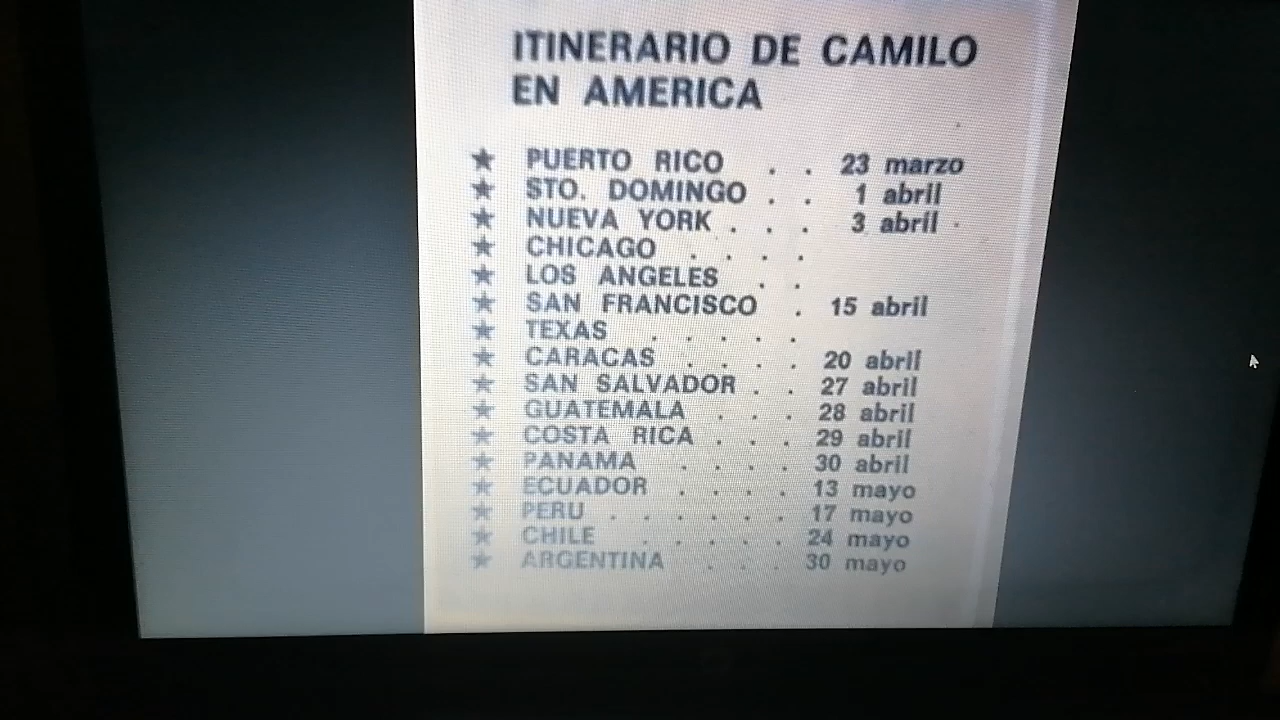 ITINERARIO DE CAMILO
EN AMERICA
★ PUERTO RICO . . 23 marzo
★ STO. DOMINGO . . 1 abril
★ NUEVA YORK . . . 3 abril
★ CHICAGO . . . .
★ LOS ANGELES . .
★ SAN FRANCISCO . 15 abril
★ TEXAS . . . . .
★ CARACAS . . . . 20 abril
★ SAN SALVADOR . . 27 abril
★ GUATEMALA . . . 28 abril
★ COSTA RICA . . . 29 abril
★ PANAMA . . . . 30 abril
★ ECUADOR . . . . 13 mayo
★ PERU . . . . . . 17 mayo
★ CHILE . . . . . 24 mayo
★ ARGENTINA . . . 30 mayo